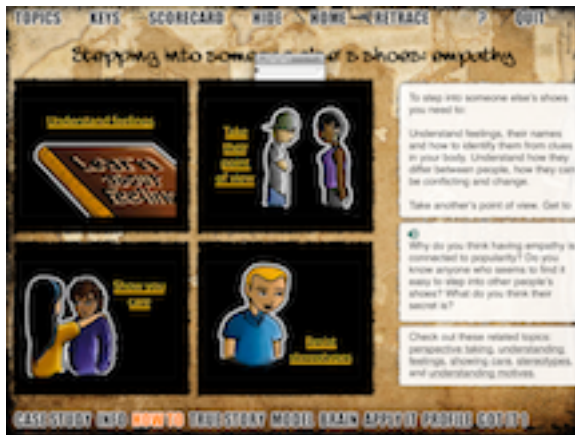 TOPICS KEYS SCORECARD HIDE HOME RETRACE ? QUIT
Stepping into someone else's shoes: empathy
Understand feelings
Learn about feelings
Take their point of view
Show you care
To step into someone else's shoes
you need to:
Understand feelings, their names
and how to identify them from clues
in your body. Understand how they
differ between people, how they can
be conflicting and change.
Take another's point of view. Get to
Why do you think having empathy is
connected to popularity? Do you
know anyone who seems to find it
easy to step into other people's
shoes? What do you think their
secret is?
Check out these related topics:
perspective taking, understanding
feelings, showing care, stereotypes,
and understanding motives.
CASE STUDY INFO HOW TO TRUE STORY MODEL BRAIN APPLY IT PROFILE GOT IT!